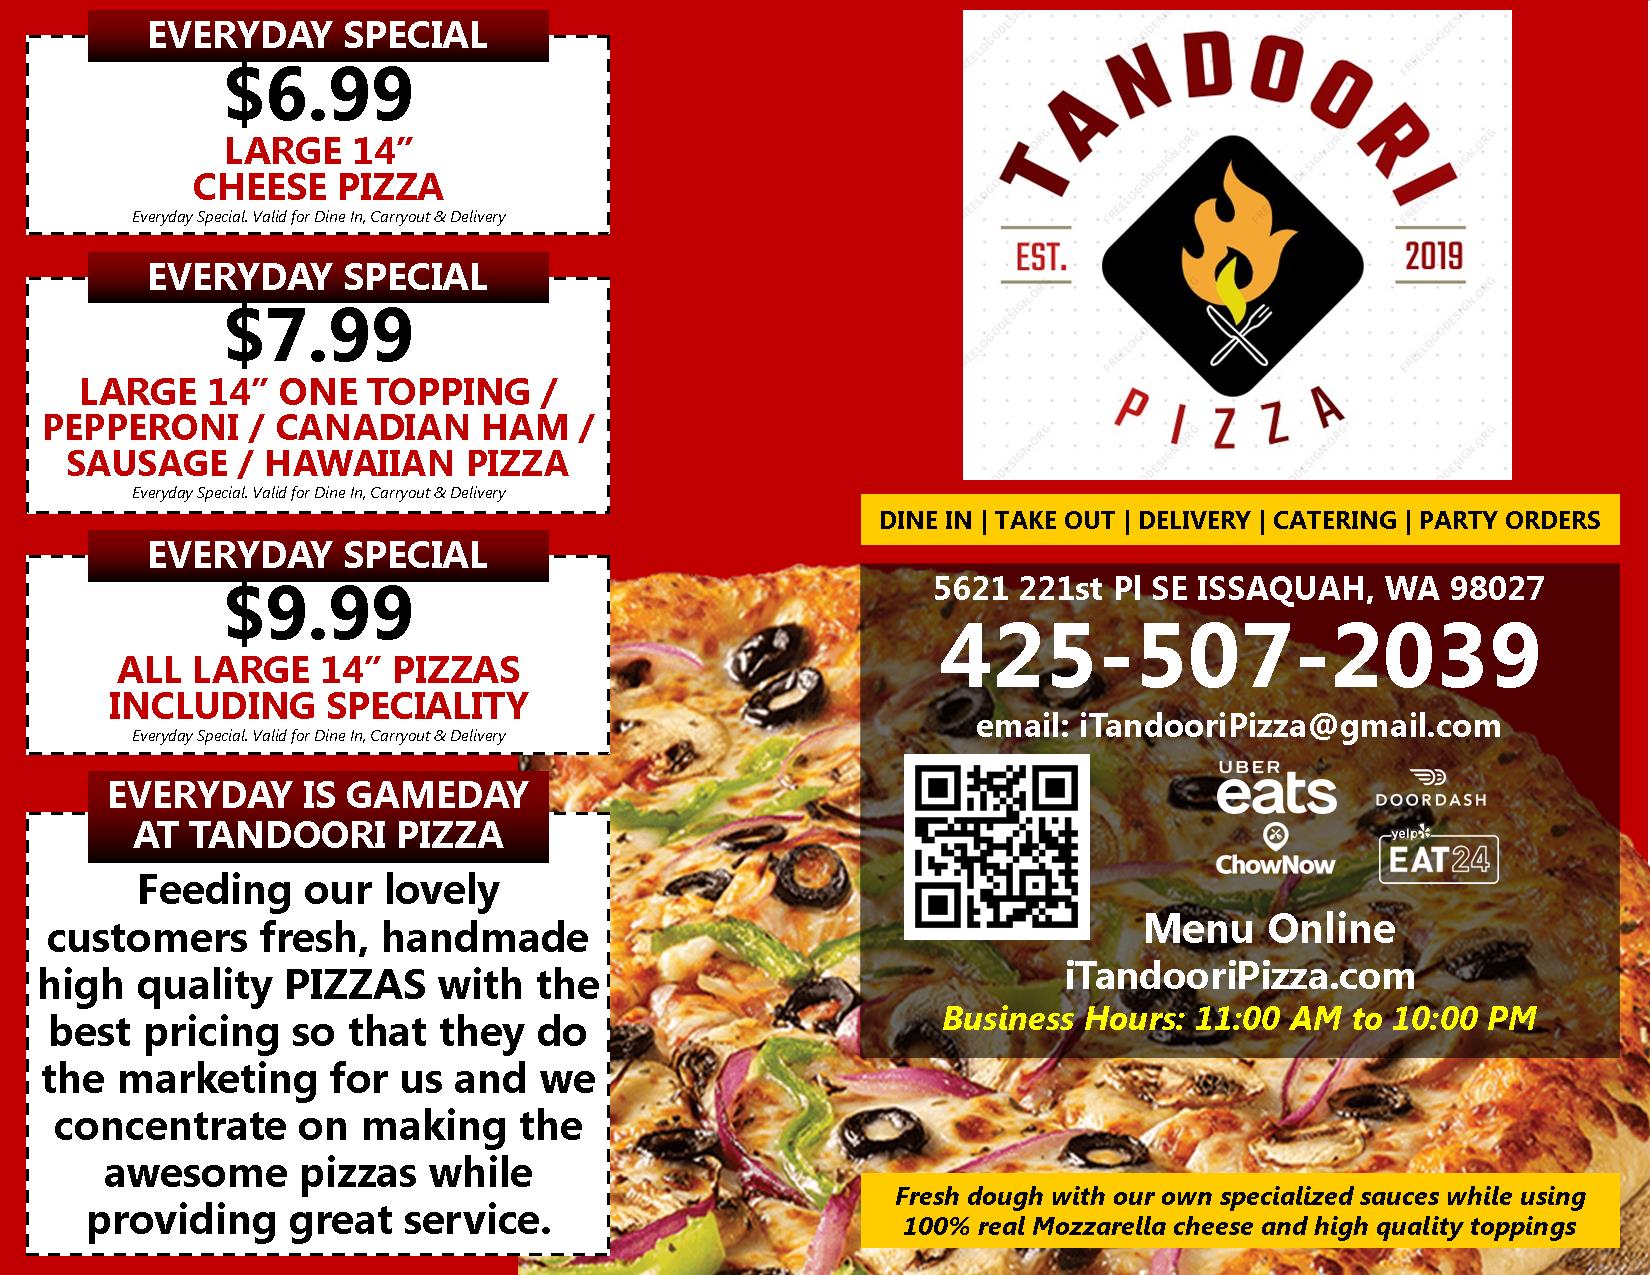 EVERYDAY SPECIAL
$6.99
LARGE 14”
CHEESE PIZZA
Everyday Special. Valid for Dine In, Carryout & Delivery
EVERYDAY SPECIAL
$7.99
LARGE 14” ONE TOPPING /
PEPPERONI / CANADIAN HAM /
SAUSAGE / HAWAIIAN PIZZA
Everyday Special. Valid for Dine In, Carryout & Delivery
EVERYDAY SPECIAL
$9.99
ALL LARGE 14” PIZZAS
INCLUDING SPECIALITY
Everyday Special. Valid for Dine In, Carryout & Delivery
EVERYDAY IS GAMEDAY
AT TANDOORI PIZZA
Feeding our lovely
customers fresh, handmade
high quality PIZZAS with the
best pricing so that they do
the marketing for us and we
concentrate on making the
awesome pizzas while
providing great service.
TANDOORI
EST. 2019
PIZZA
FREELOGODESIGN.ORG
DINE IN | TAKE OUT | DELIVERY | CATERING | PARTY ORDERS
5621 221st Pl SE ISSAQUAH, WA 98027
425-507-2039
email: iTandooriPizza@gmail.com
UBER
eats
DOORDASH
ChowNow
yelp
EAT24
Menu Online
iTandooriPizza.com
Business Hours: 11:00 AM to 10:00 PM
Fresh dough with our own specialized sauces while using
100% real Mozzarella cheese and high quality toppings